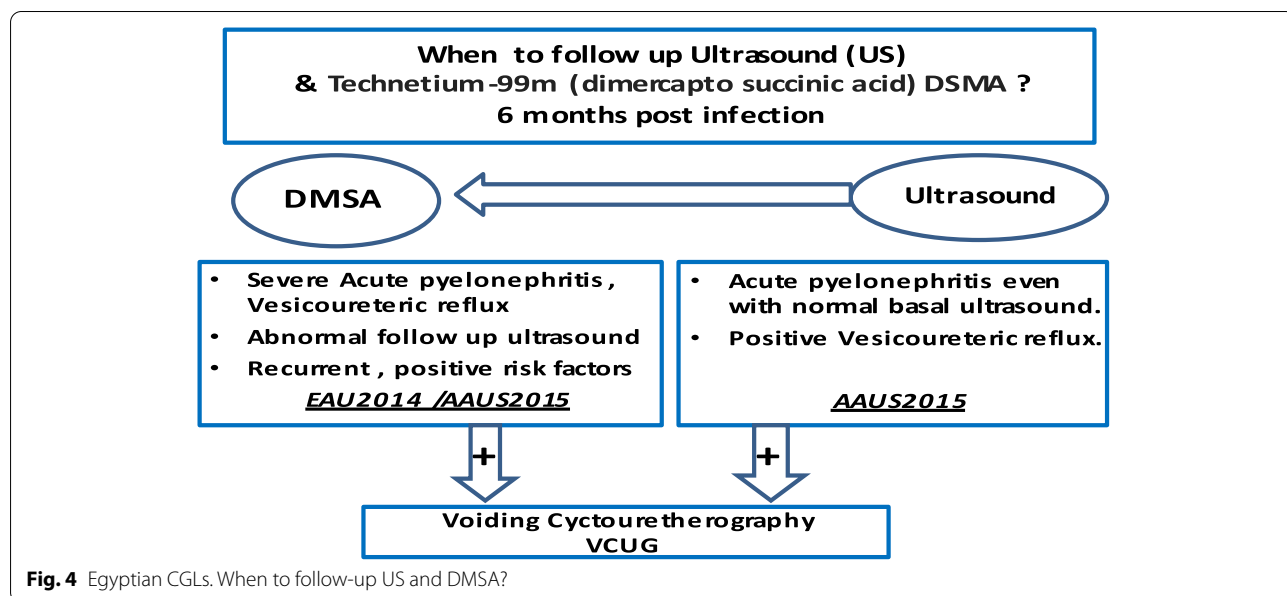 When to follow up Ultrasound (US)
& Technetium-99m (dimercapto succinic acid) DSMA ?
6 months post infection
DMSA
Ultrasound
• Severe Acute pyelonephritis,
Vesicoureteric reflux
• Abnormal follow up ultrasound
• Recurrent, positive risk factors
EAU2014 /AAUS2015
• Acute pyelonephritis even
with normal basal ultrasound.
• Positive Vesicoureteric reflux.
AAUS2015
+
+
Voiding Cyctouretherography
VCUG
Fig. 4 Egyptian CGLs. When to follow-up US and DMSA?